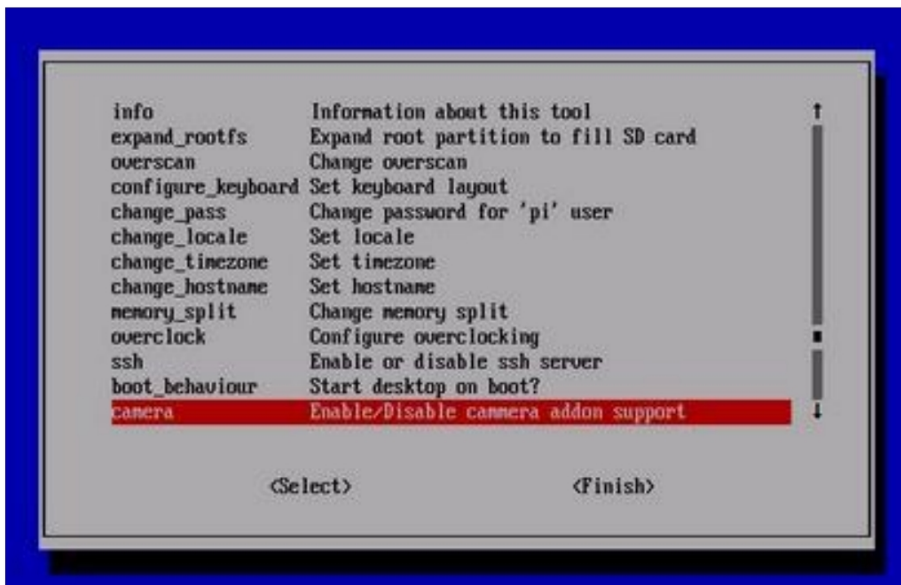 info Information about this tool
expand_rootfs Expand root partition to fill SD card
overscan Change overscan
configure_keyboard Set keyboard layout
change_pass Change password for 'pi' user
change_locale Set locale
change_timezone Set timezone
change_hostname Set hostname
memory_split Change memory split
overclock Configure overclocking
ssh Enable or disable ssh server
boot_behaviour Start desktop on boot?
camera Enable/Disable cammera addon support
<Select> <Finish>